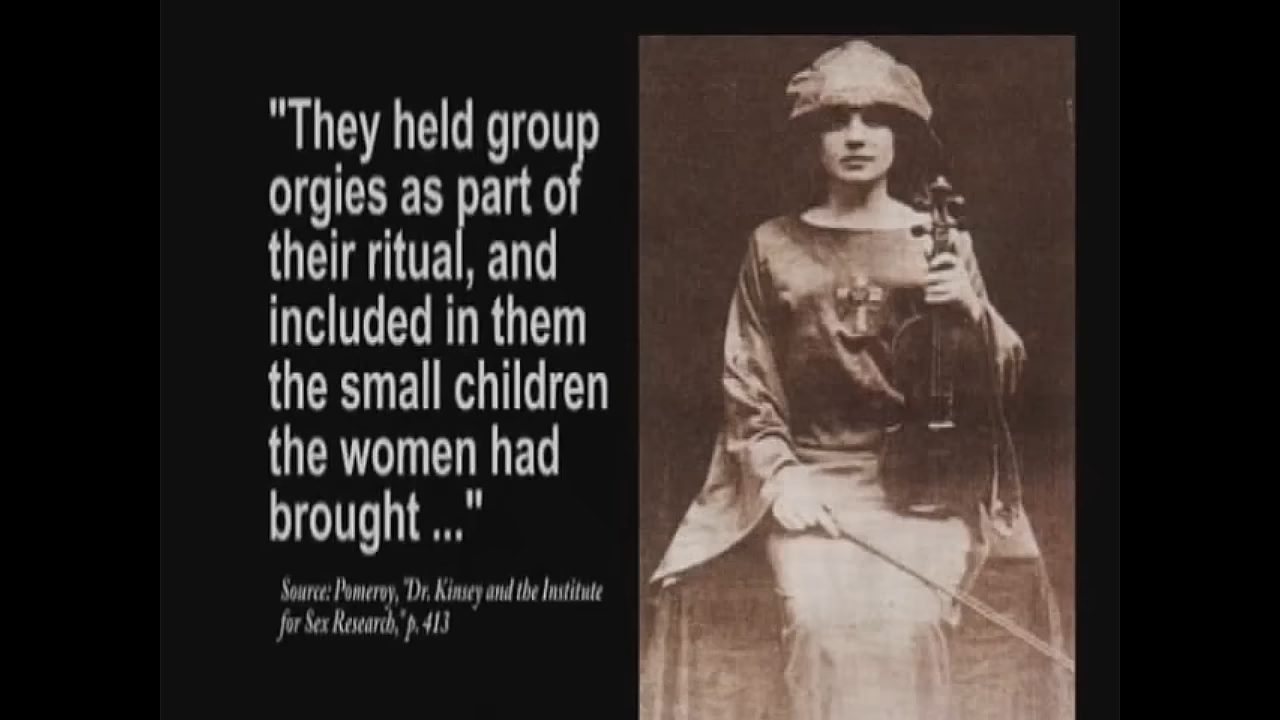 "They held group
orgies as part of
their ritual, and
included in them
the small children
the women had
brought ..."
Source: Pomeroy, "Dr. Kinsey and the Institute
for Sex Research," p. 413